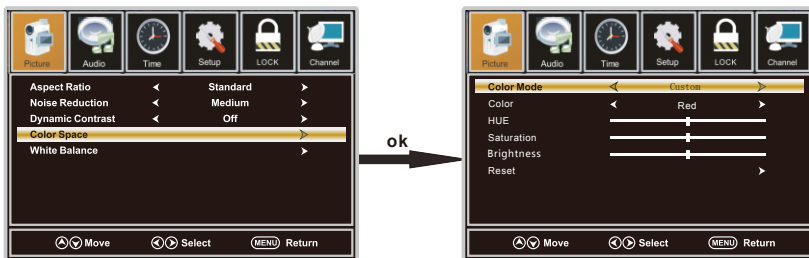 Picture Audio Time Setup LOCK Channel
Aspect Ratio Standard
Noise Reduction Medium
Dynamic Contrast Off
Color Space
White Balance
Move Select MENU Return
ok
Picture Audio Time Setup LOCK Channel
Color Mode Custom
Color Red
HUE
Saturation
Brightness
Reset
Move Select MENU Return